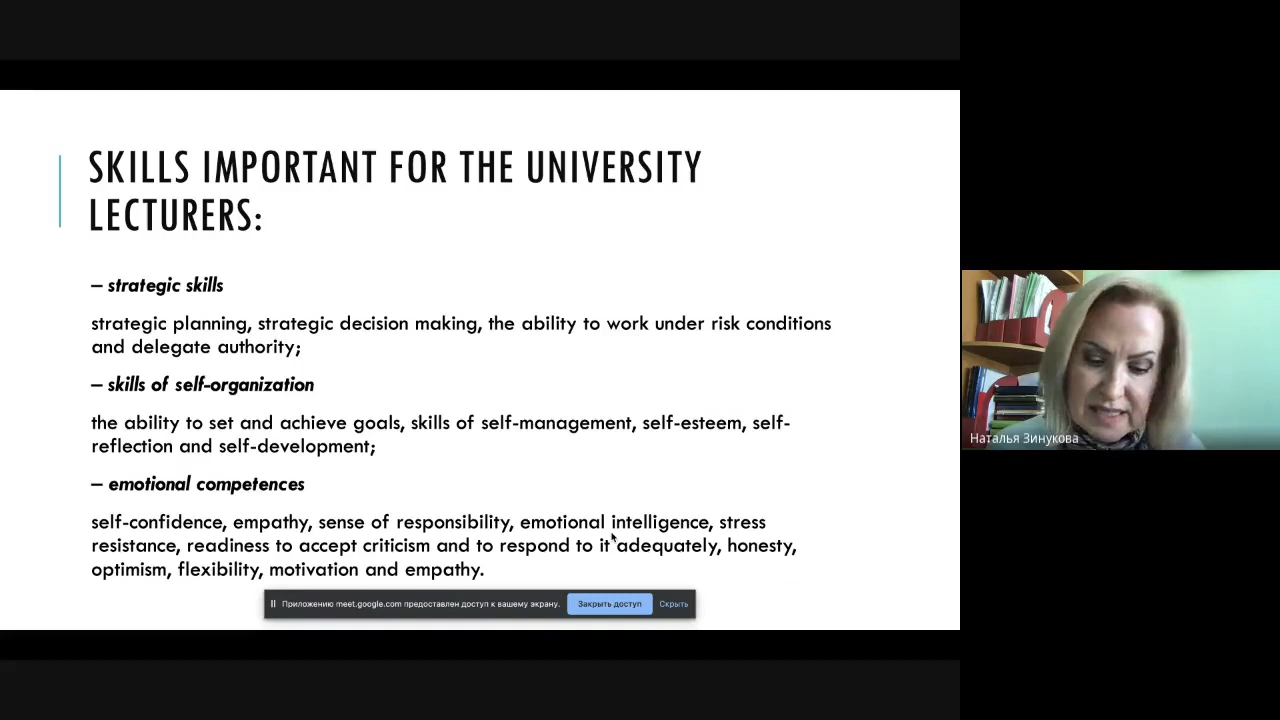 SKILLS IMPORTANT FOR THE UNIVERSITY
LECTURERS:
– strategic skills
strategic planning, strategic decision making, the ability to work under risk conditions
and delegate authority;
– skills of self-organization
the ability to set and achieve goals, skills of self-management, self-esteem, self-
reflection and self-development;
– emotional competences
self-confidence, empathy, sense of responsibility, emotional intelligence, stress
resistance, readiness to accept criticism and to respond to it adequately, honesty,
optimism, flexibility, motivation and empathy.
Приложению meet.google.com предоставлен доступ к вашему экрану. Закрыть доступ Скрыть
Наталья Зинукова